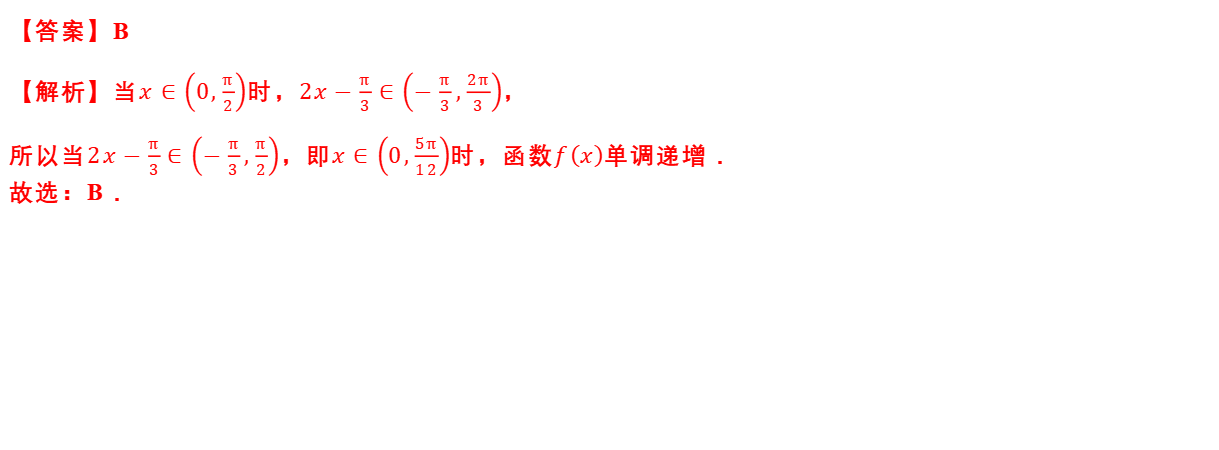 【答案】B
【解析】当x ∈ (0, π/2)时，2x − π/3 ∈ (− π/3, 2π/3)，
所以当2x − π/3 ∈ (− π/3, π/2)，即x ∈ (0, 5π/12)时，函数f (x)单调递增．
故选：B．